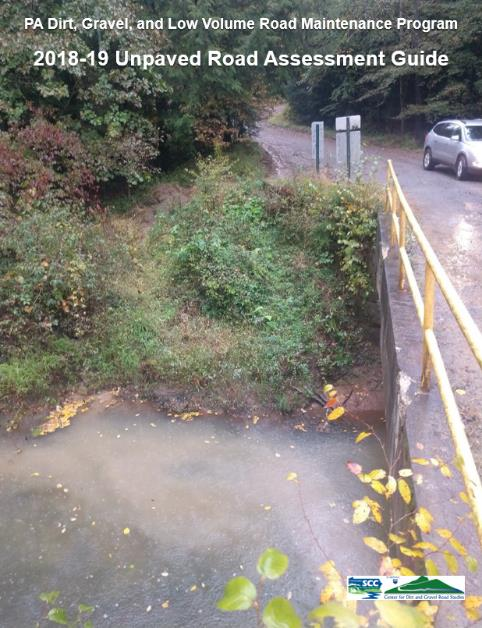 PA Dirt, Gravel, and Low Volume Road Maintenance Program
2018-19 Unpaved Road Assessment Guide
SCC
Center for Dirt and Gravel Road Studies